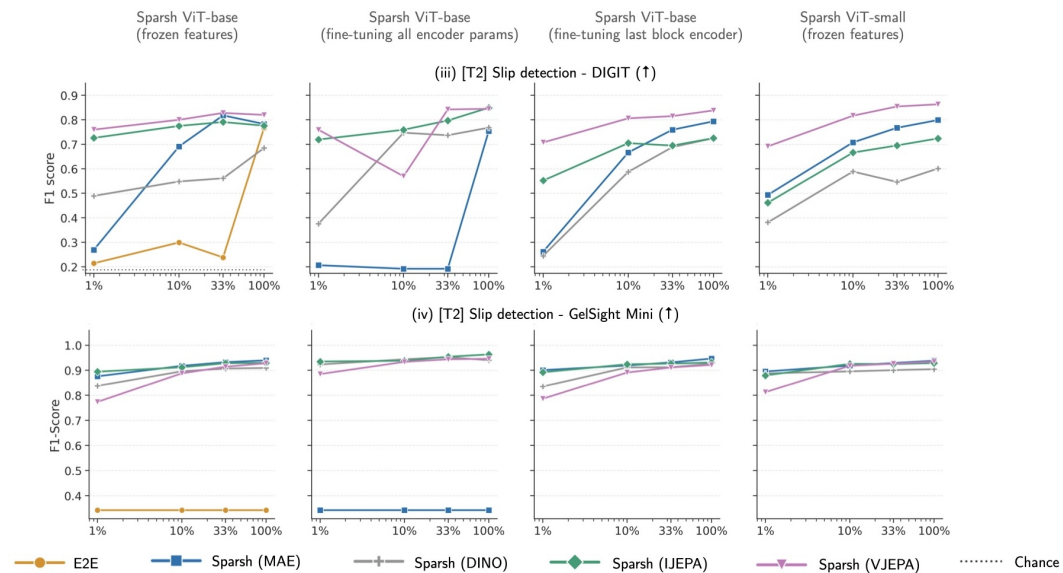 Sparsh ViT-base Sparsh ViT-base Sparsh ViT-base Sparsh ViT-small
(frozen features) (fine-tuning all encoder params) (fine-tuning last block encoder) (frozen features)
(iii) [T2] Slip detection - DIGIT (↑)
F1 score
0.9
0.8
0.7
0.6
0.5
0.4
0.3
0.2
1% 10% 33% 100% 1% 10% 33% 100% 1% 10% 33% 100% 1% 10% 33% 100%
(iv) [T2] Slip detection - GelSight Mini (↑)
F1-Score
1.0
0.9
0.8
0.7
0.6
0.5
0.4
1% 10% 33% 100% 1% 10% 33% 100% 1% 10% 33% 100% 1% 10% 33% 100%
E2E Sparsh (MAE) Sparsh (DINO) Sparsh (IJEPA) Sparsh (VJEPA) Chance